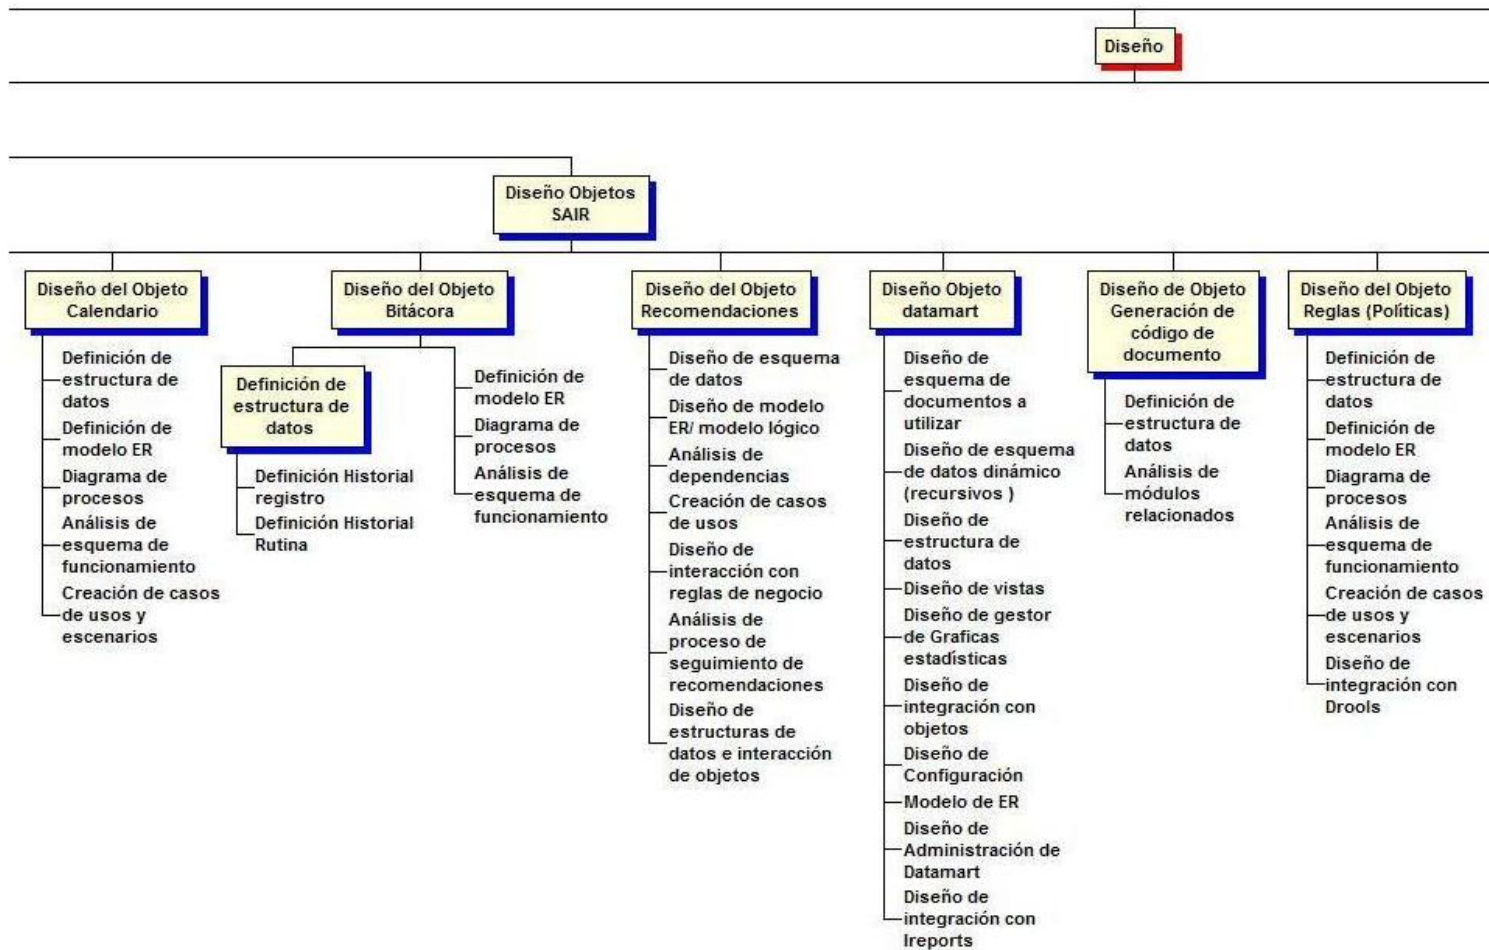 Diseño
Diseño Objetos
SAIR
Diseño del Objeto
Calendario
Definición de
estructura de
datos
Definición de
modelo ER
Diagrama de
procesos
Análisis de
esquema de
funcionamiento
Creación de casos
de usos y
escenarios
Diseño del Objeto
Bitácora
Definición de
estructura de
datos
Definición Historial
registro
Definición Historial
Rutina
Definición de
modelo ER
Diagrama de
procesos
Análisis de
esquema de
funcionamiento
Diseño del Objeto
Recomendaciones
Diseño de esquema
de datos
Diseño de modelo
ER/ modelo lógico
Análisis de
dependencias
Creación de casos
de usos
Diseño de
interacción con
reglas de negocio
Análisis de
proceso de
seguimiento de
recomendaciones
Diseño de
estructuras de
datos e interacción
de objetos
Diseño Objeto
datamart
Diseño de
esquema de
documentos a
utilizar
Diseño de esquema
de datos dinámico
(recursivos )
Diseño de
estructura de
datos
Diseño de vistas
Diseño de gestor
de Graficas
estadísticas
Diseño de
integración con
objetos
Diseño de
Configuración
Modelo de ER
Diseño de
Administración de
Datamart
Diseño de
integración con
Ireports
Diseño de Objeto
Generación de
código de
documento
Definición de
estructura de
datos
Análisis de
módulos
relacionados
Diseño del Objeto
Reglas (Políticas)
Definición de
estructura de
datos
Definición de
modelo ER
Diagrama de
procesos
Análisis de
esquema de
funcionamiento
Creación de casos
de usos y
escenarios
Diseño de
integración con
Drools